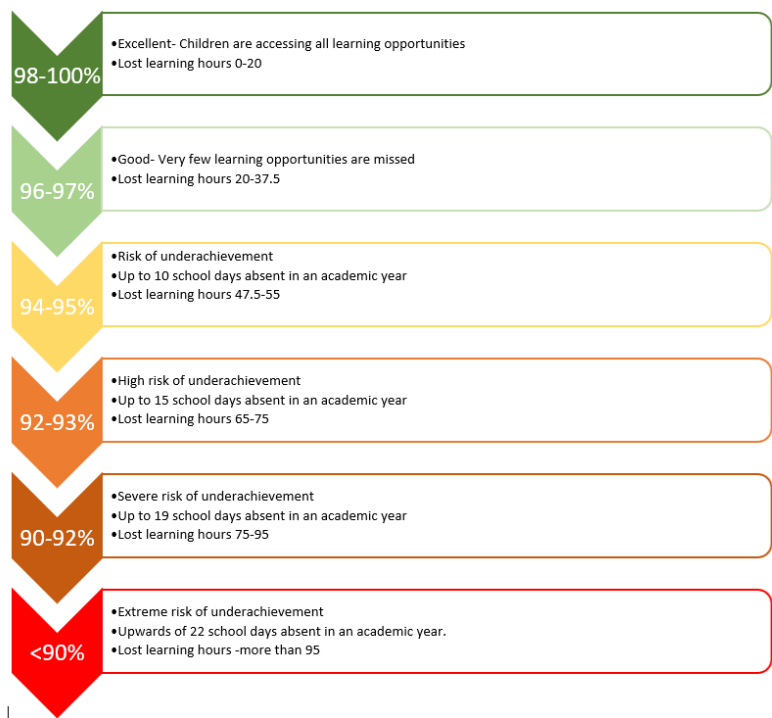 98-100%
•Excellent- Children are accessing all learning opportunities
•Lost learning hours 0-20
96-97%
•Good- Very few learning opportunities are missed
•Lost learning hours 20-37.5
94-95%
•Risk of underachievement
•Up to 10 school days absent in an academic year
•Lost learning hours 47.5-55
92-93%
•High risk of underachievement
•Up to 15 school days absent in an academic year
•Lost learning hours 65-75
90-92%
•Severe risk of underachievement
•Up to 19 school days absent in an academic year
•Lost learning hours 75-95
<90%
•Extreme risk of underachievement
•Upwards of 22 school days absent in an academic year.
•Lost learning hours -more than 95